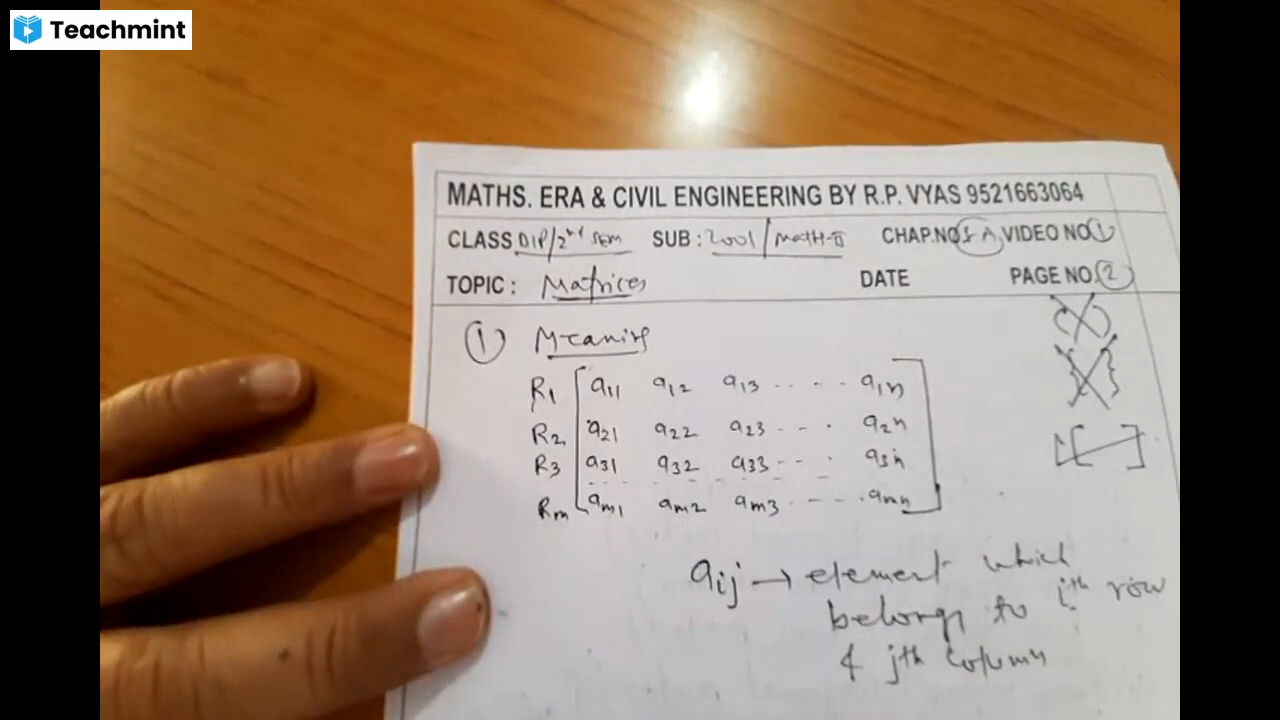 Teachmint
MATHS. ERA & CIVIL ENGINEERING BY R.P. VYAS 9521663064
CLASS DIP/2nd SEM SUB : 2001/Math-II CHAP.NO 1-A, VIDEO NO 1
TOPIC : Matrices DATE PAGE NO. 2
1 Meaning
R1 [ a11 a12 a13 .... a1n ]
R2 a21 a22 a23 --- . a2n
R3 a31 a32 a33 --- . a3n
Rm am1 am2 am3 ---- . amn
aij → element which
belongs to ith row
& jth column